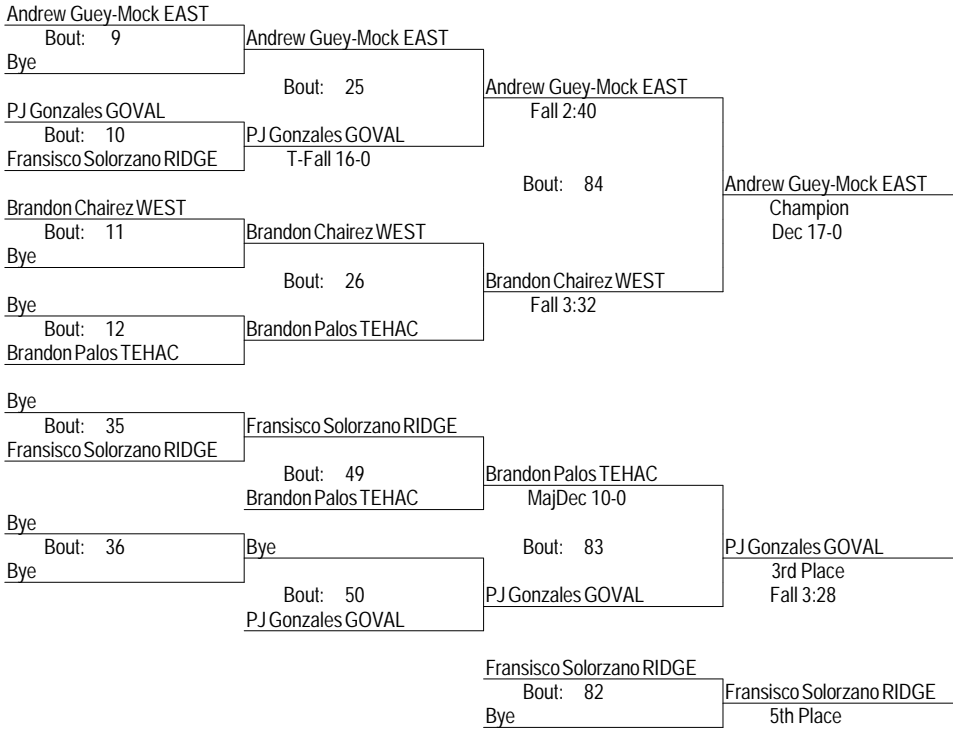 Andrew Guey-Mock EAST
Bout: 9
Bye
Andrew Guey-Mock EAST
Bout: 25
PJ Gonzales GOVAL
Bout: 10
Fransisco Solorzano RIDGE
PJ Gonzales GOVAL
T-Fall 16-0
Andrew Guey-Mock EAST
Fall 2:40
Bout: 84
Brandon Chairez WEST
Bout: 11
Bye
Brandon Chairez WEST
Bout: 26
Bye
Bout: 12
Brandon Palos TEHAC
Brandon Palos TEHAC
Brandon Chairez WEST
Fall 3:32
Andrew Guey-Mock EAST
Champion
Dec 17-0
Bye
Bout: 35
Fransisco Solorzano RIDGE
Fransisco Solorzano RIDGE
Bout: 49
Brandon Palos TEHAC
Brandon Palos TEHAC
MajDec 10-0
Bye
Bout: 36
Bye
Bye
Bout: 50
PJ Gonzales GOVAL
Bout: 83
PJ Gonzales GOVAL
PJ Gonzales GOVAL
3rd Place
Fall 3:28
Fransisco Solorzano RIDGE
Bout: 82
Bye
Fransisco Solorzano RIDGE
5th Place